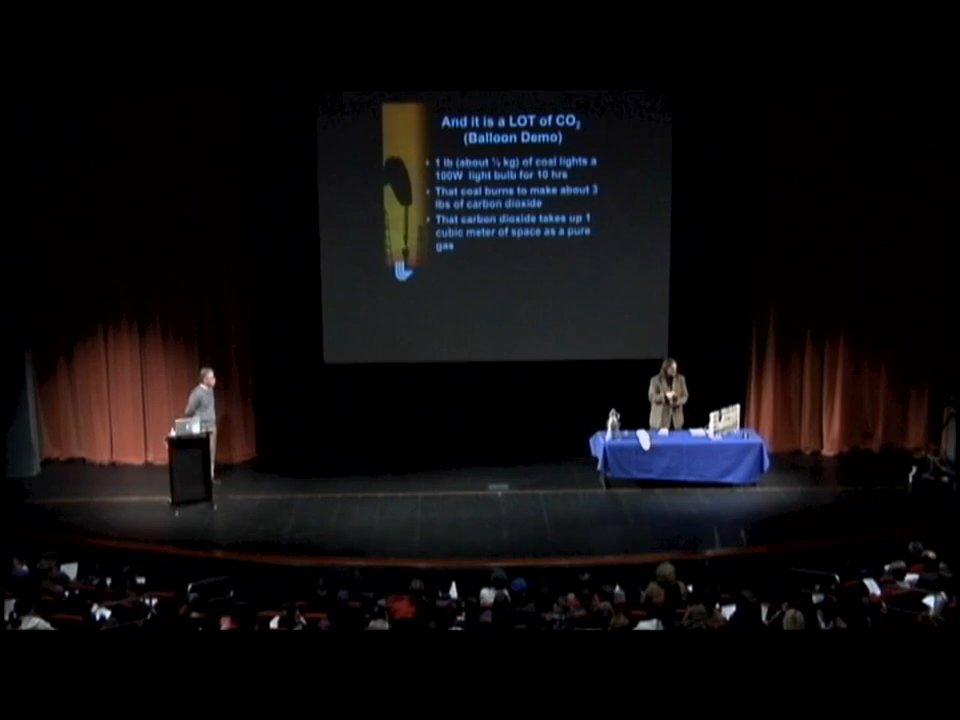 And it is a LOT of CO₂
(Balloon Demo)
• 1 lb (about ½ kg) of coal lights a
100W light bulb for 10 hrs
• That coal burns to make about 3
lbs of carbon dioxide
• That carbon dioxide takes up 1
cubic meter of space as a pure
gas